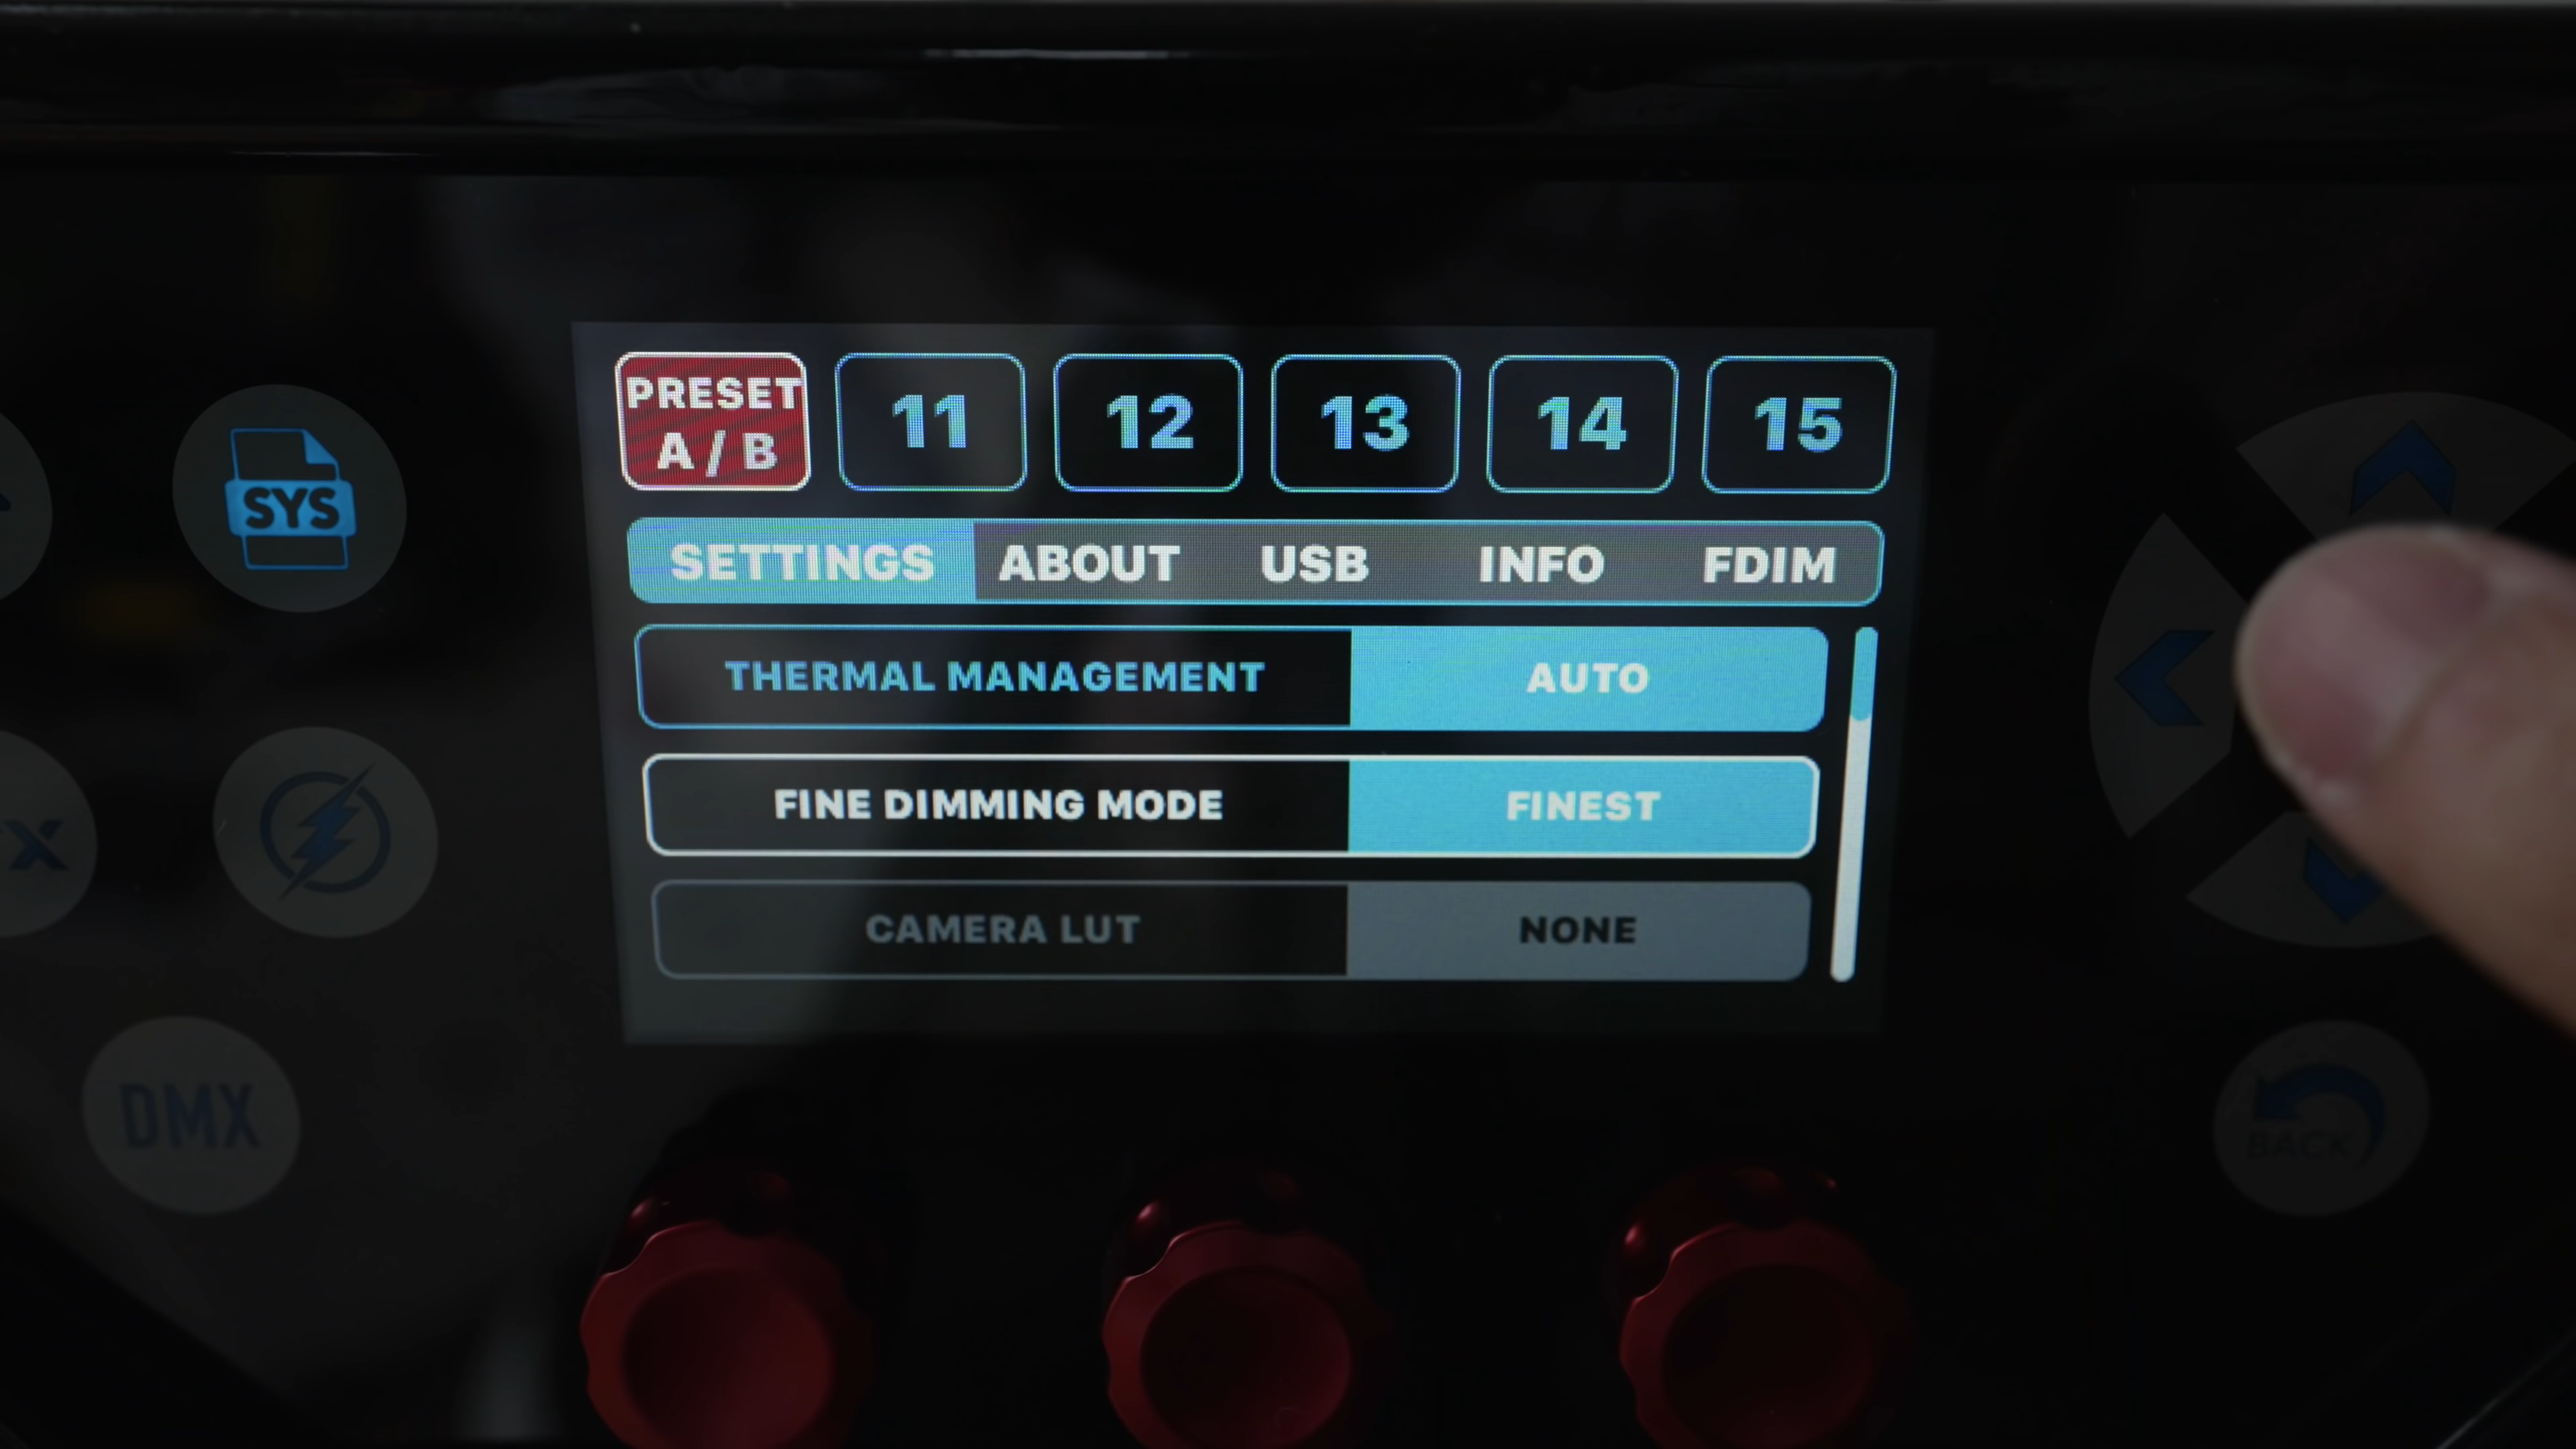 PRESET
A / B
11
12
13
14
15
SYS
SETTINGS ABOUT USB INFO FDIM
THERMAL MANAGEMENT AUTO
FINE DIMMING MODE FINEST
X
CAMERA LUT NONE
DMX
BACK